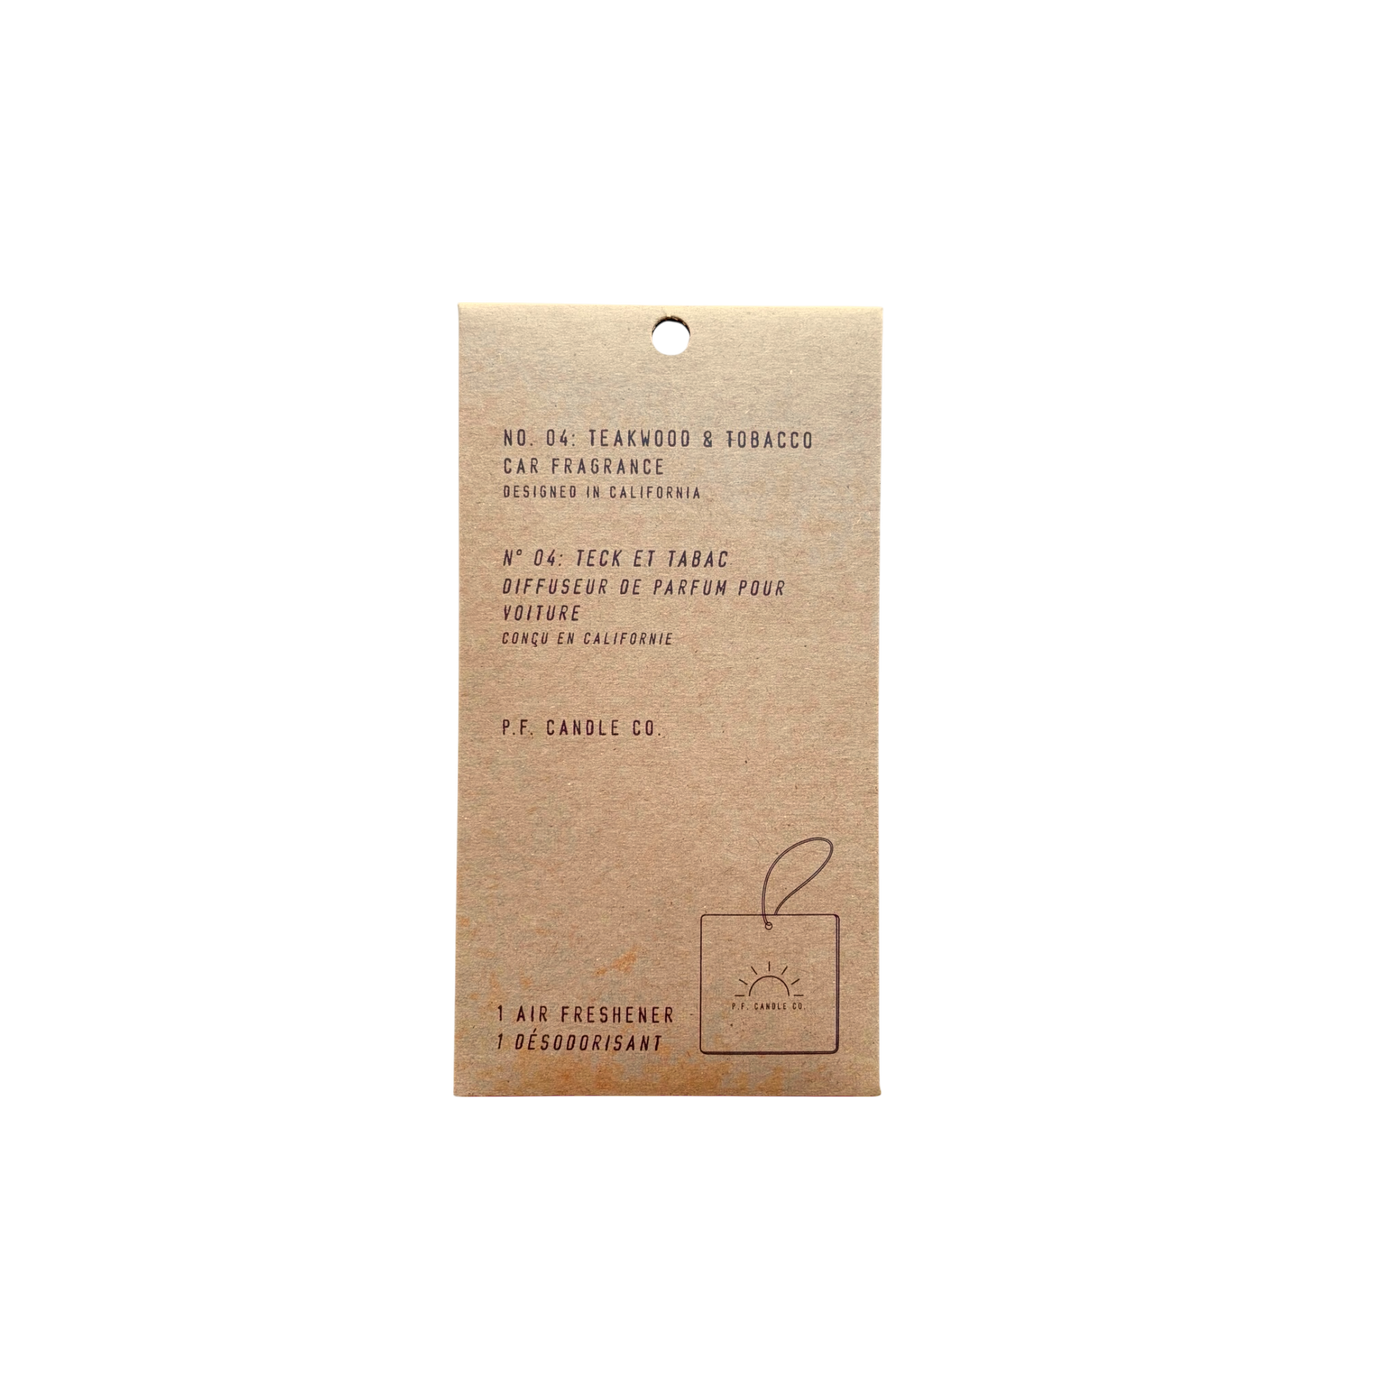 NO. 04: TEAKWOOD & TOBACCO
CAR FRAGRANCE
DESIGNED IN CALIFORNIA
N° 04: TECK ET TABAC
DIFFUSEUR DE PARFUM POUR
VOITURE
CONÇU EN CALIFORNIE
P.F. CANDLE CO.
P.F. CANDLE CO.
1 AIR FRESHENER
1 DÉSODORISANT